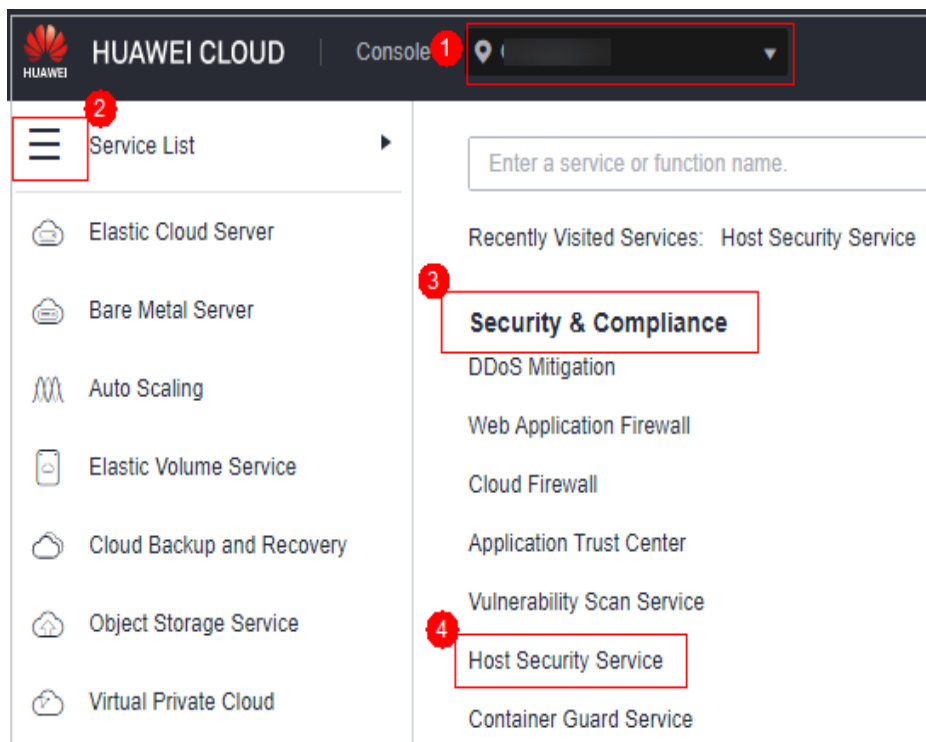 HUAWEI
HUAWEI CLOUD
Console
1
2
Service List
Elastic Cloud Server
Bare Metal Server
Auto Scaling
Elastic Volume Service
Cloud Backup and Recovery
Object Storage Service
Virtual Private Cloud
Enter a service or function name.
Recently Visited Services: Host Security Service
3
Security & Compliance
DDoS Mitigation
Web Application Firewall
Cloud Firewall
Application Trust Center
Vulnerability Scan Service
4
Host Security Service
Container Guard Service